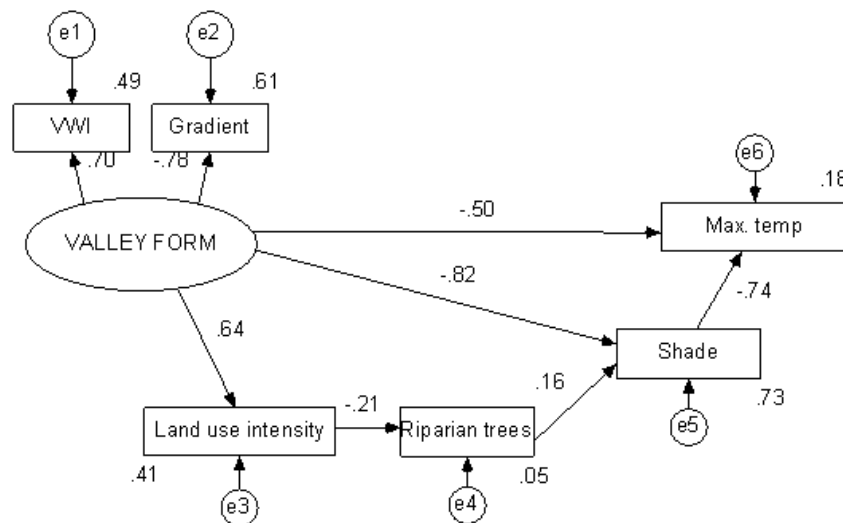 e1
e2
.49
.61
VWI
Gradient
.70
-.78
e6
.18
VALLEY FORM
-.50
Max. temp
-.82
-.74
.64
Shade
.16
.73
-.21
Land use intensity
Riparian trees
e5
.41
.05
e3
e4